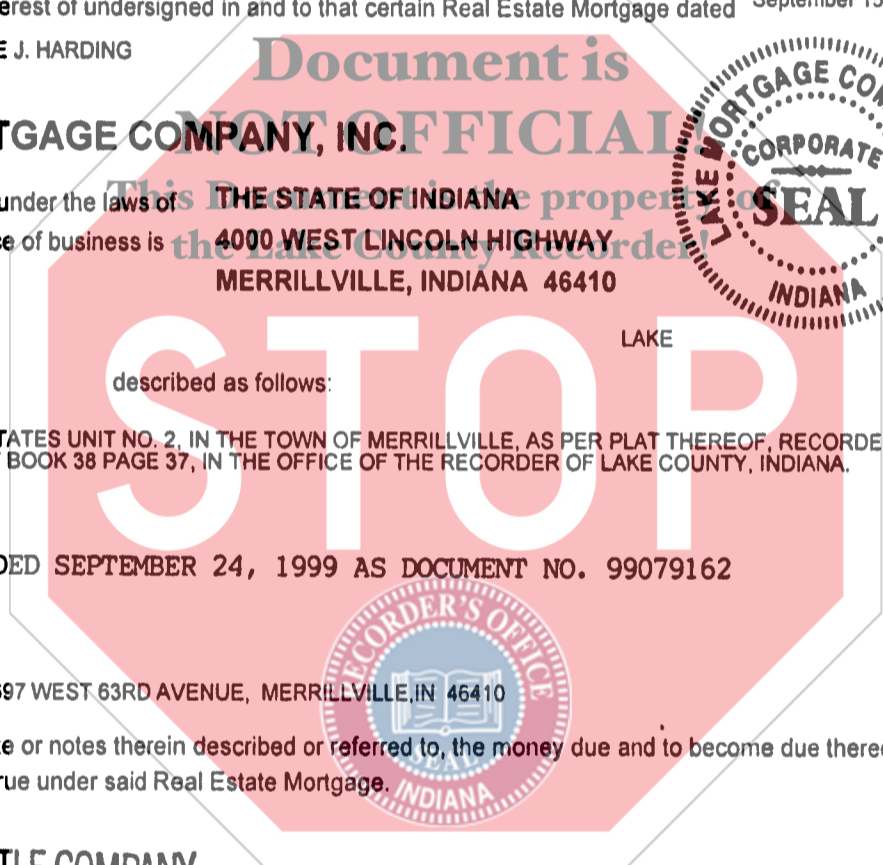 erest of undersigned in and to that certain Real Estate Mortgage dated September 15
E J. HARDING
Document is
NOT OFFICIAL!
TGAGE COMPANY, INC.
This Document is the property of
under the laws of THE STATE OF INDIANA
the Lake County Recorder!
e of business is 4000 WEST LINCOLN HIGHWAY
MERRILLVILLE, INDIANA 46410
LAKE MORTGAGE COM
CORPORATE
SEAL
INDIANA
LAKE
STOP
described as follows:
TATES UNIT NO. 2, IN THE TOWN OF MERRILLVILLE, AS PER PLAT THEREOF, RECORDE
BOOK 38 PAGE 37, IN THE OFFICE OF THE RECORDER OF LAKE COUNTY, INDIANA.
DED SEPTEMBER 24, 1999 AS DOCUMENT NO. 99079162
RECORDER'S OFFICE
SEAL
INDIANA
97 WEST 63RD AVENUE, MERRILLVILLE,IN 46410
e or notes therein described or referred to, the money due and to become due there
rue under said Real Estate Mortgage.
TLE COMPANY